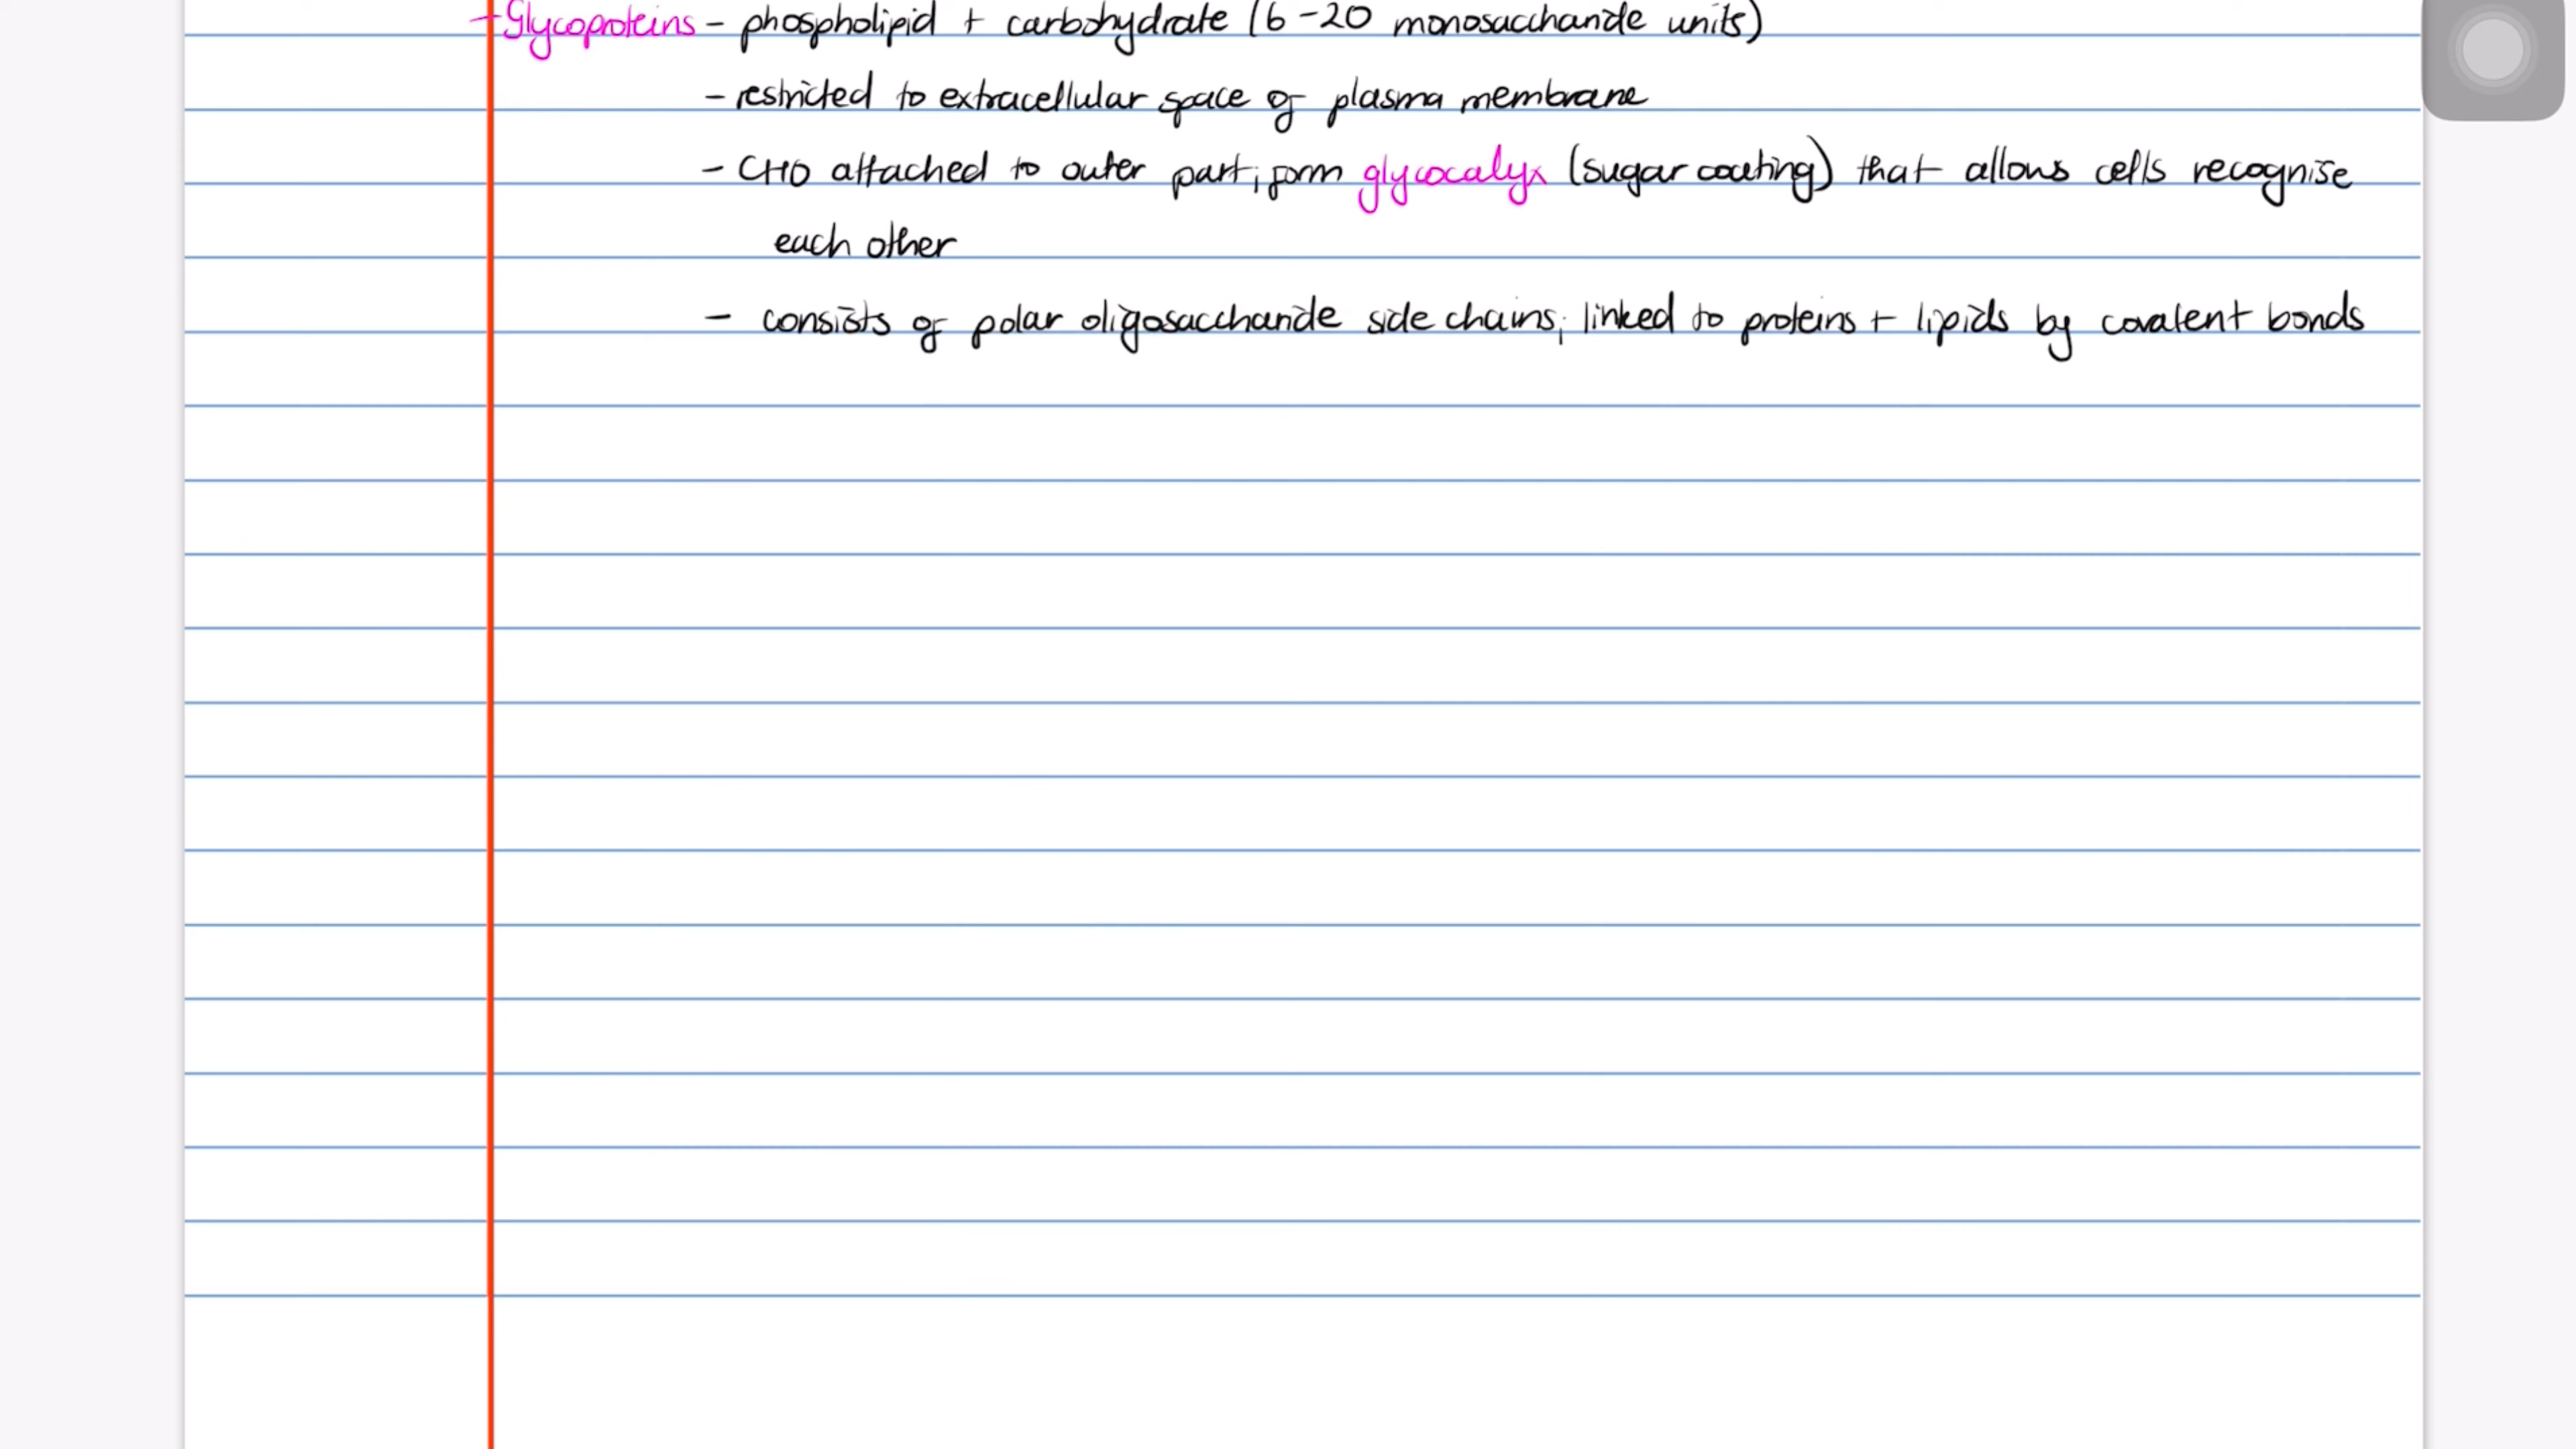 - Glycoproteins - phospholipid + carbohydrate (6-20 monosaccharide units)
- restricted to extracellular space of plasma membrane
- CHO attached to outer part, form glycocalyx (sugar coating) that allows cells recognise
each other
- consists of polar oligosaccharide side chains, linked to proteins + lipids by covalent bonds